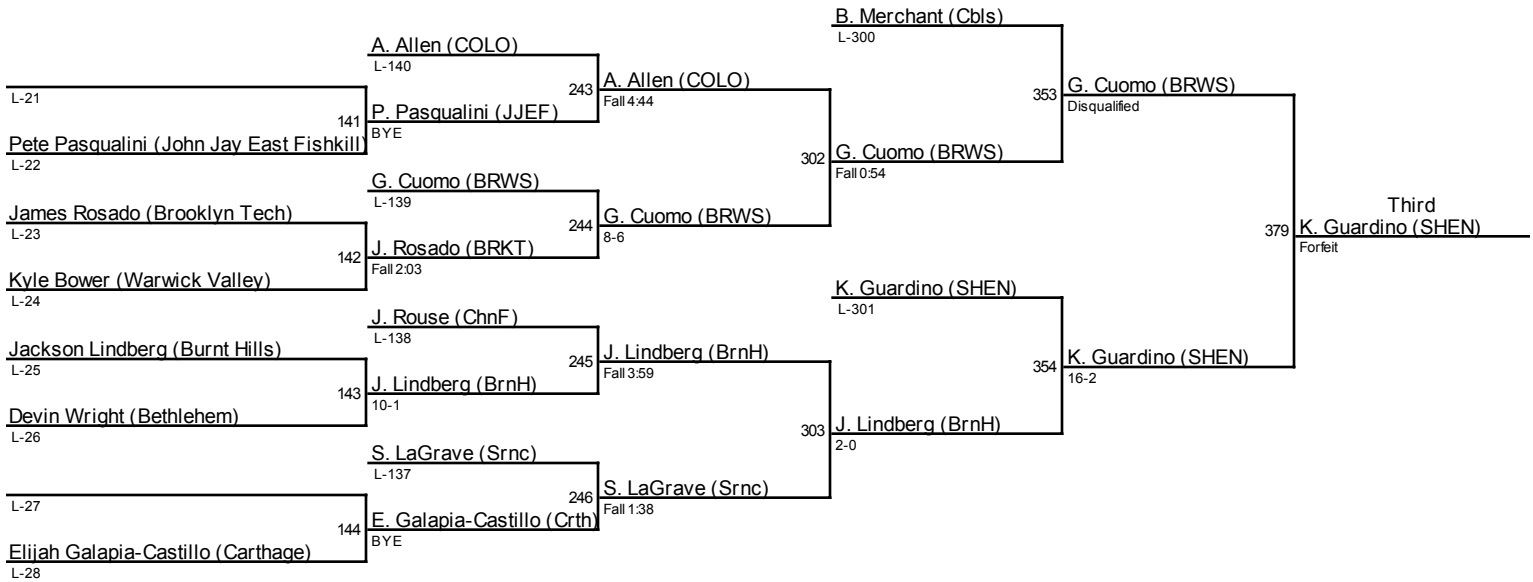 L-21
141
Pete Pasqualini (John Jay East Fishkill)
L-22
James Rosado (Brooklyn Tech)
L-23
142
Kyle Bower (Warwick Valley)
L-24
Jackson Lindberg (Burnt Hills)
L-25
143
Devin Wright (Bethlehem)
L-26
L-27
144
Elijah Galapia-Castillo (Carthage)
L-28
A. Allen (COLO)
L-140
243
P. Pasqualini (JJEF)
BYE
G. Cuomo (BRWS)
L-139
244
J. Rosado (BRKT)
Fall 2:03
J. Rouse (ChnF)
L-138
245
J. Lindberg (BrnH)
10-1
S. LaGrave (Srnc)
L-137
246
E. Galapia-Castillo (Crth)
BYE
A. Allen (COLO)
Fall 4:44
302
G. Cuomo (BRWS)
8-6
J. Lindberg (BrnH)
Fall 3:59
303
S. LaGrave (Srnc)
Fall 1:38
B. Merchant (Cbls)
L-300
353
G. Cuomo (BRWS)
Fall 0:54
K. Guardino (SHEN)
L-301
354
J. Lindberg (BrnH)
2-0
G. Cuomo (BRWS)
Disqualified
379
K. Guardino (SHEN)
16-2
Third
K. Guardino (SHEN)
Forfeit